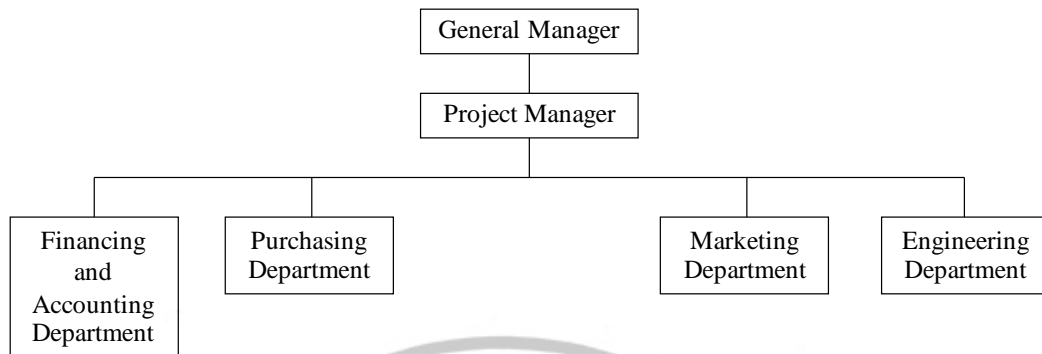 General Manager
Project Manager
Financing
and
Accounting
Department
Purchasing
Department
Marketing
Department
Engineering
Department